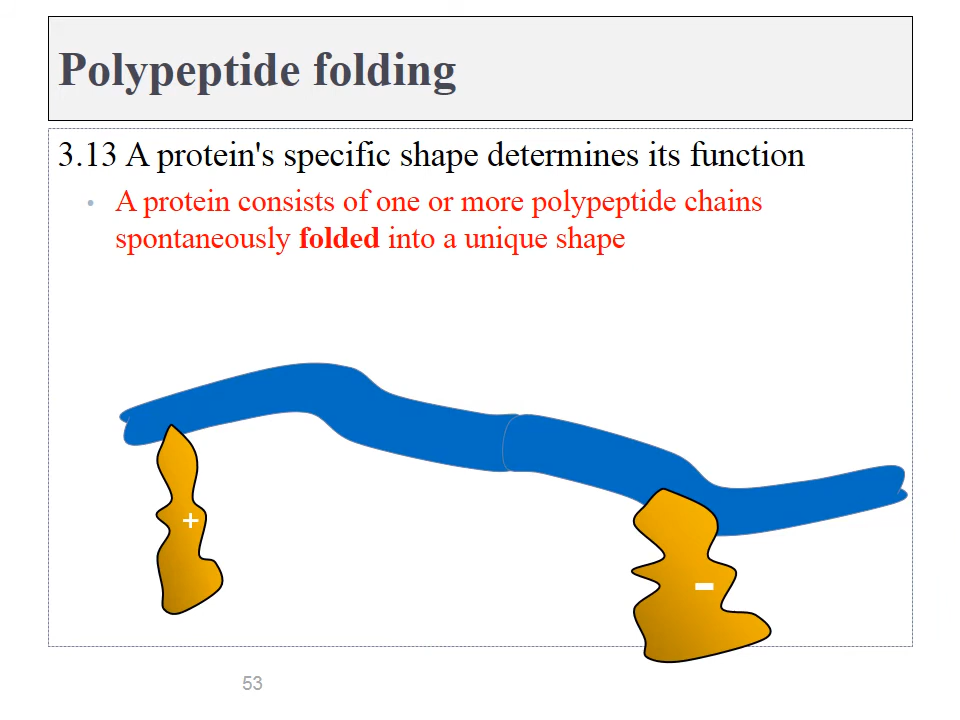 Polypeptide folding
3.13 A protein's specific shape determines its function
• A protein consists of one or more polypeptide chains
spontaneously folded into a unique shape
+
-
53